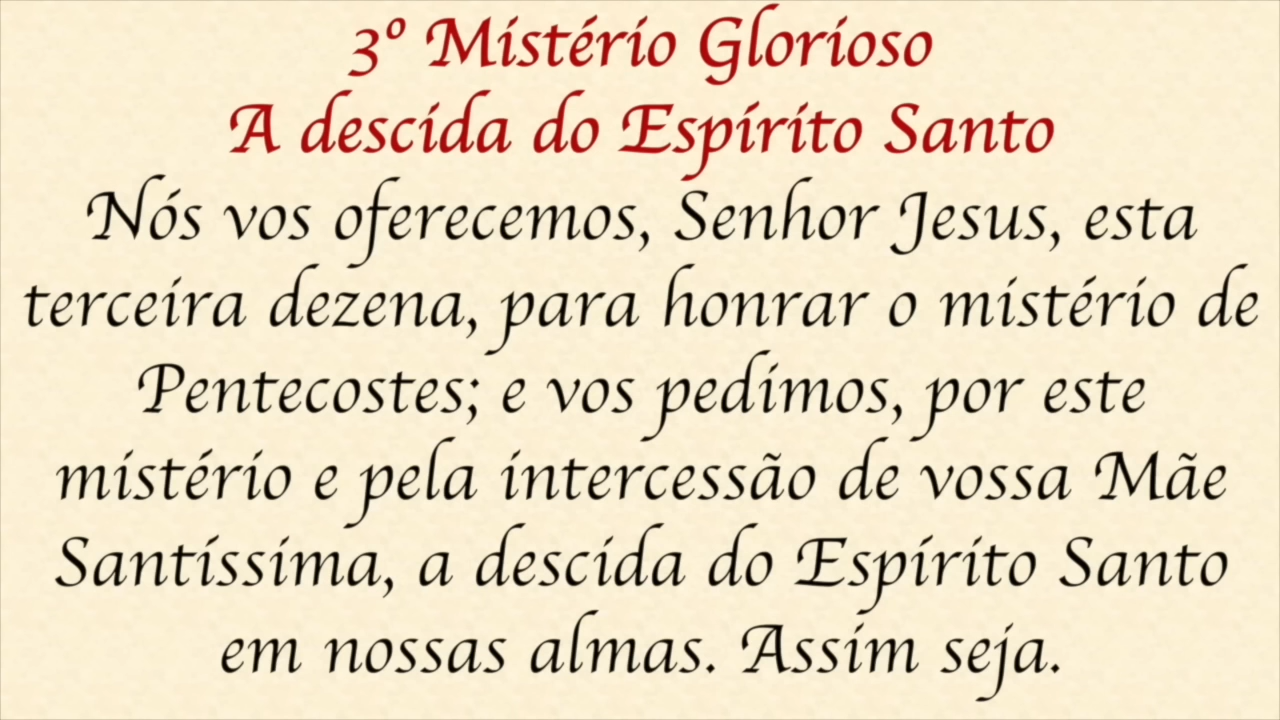 3º Mistério Glorioso
A descida do Espírito Santo
Nós vos oferecemos, Senhor Jesus, esta
terceira dezena, para honrar o mistério de
Pentecostes; e vos pedimos, por este
mistério e pela intercessão de vossa Mãe
Santíssima, a descida do Espírito Santo
em nossas almas. Assim seja.